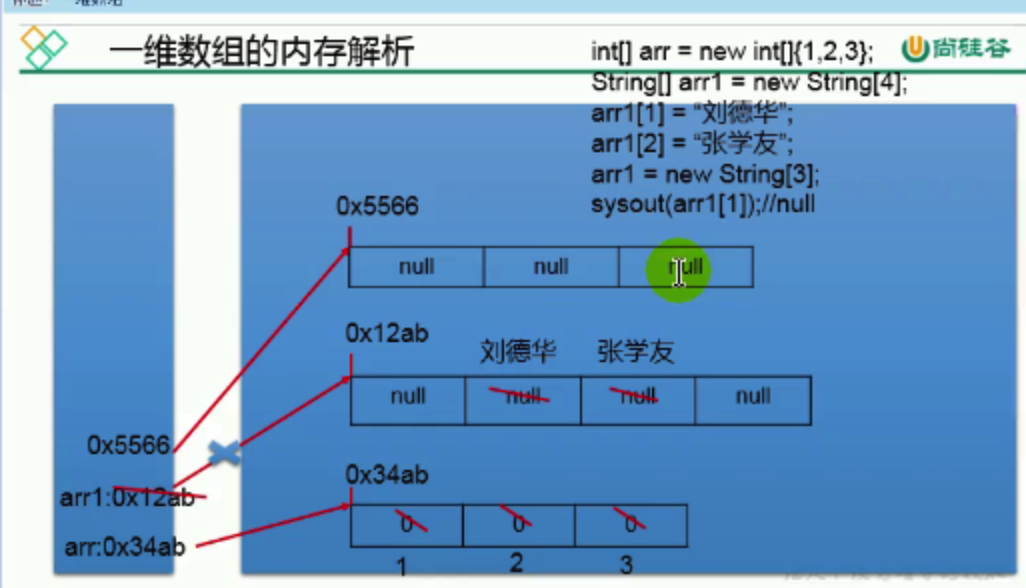 一维数组的内存解析
尚硅谷
int[] arr = new int[]{1,2,3};
String[] arr1 = new String[4];
arr1[1] = “刘德华”;
arr1[2] = “张学友”;
arr1 = new String[3];
sysout(arr1[1]);//null
0x5566
null null null
0x12ab
刘德华 张学友
null null null null
0x5566
arr1:0x12ab
0x34ab
arr:0x34ab
0 0 0
1 2 3